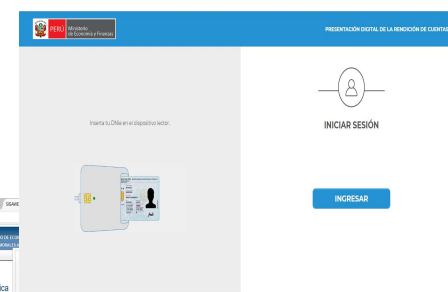 PERÚ
Ministerio
de Economía y Finanzas
PRESENTACIÓN DIGITAL DE LA RENDICIÓN DE CUENTAS
Inserta tu DNIe en el dispositivo lector.
INICIAR SESIÓN
INGRESAR
ica